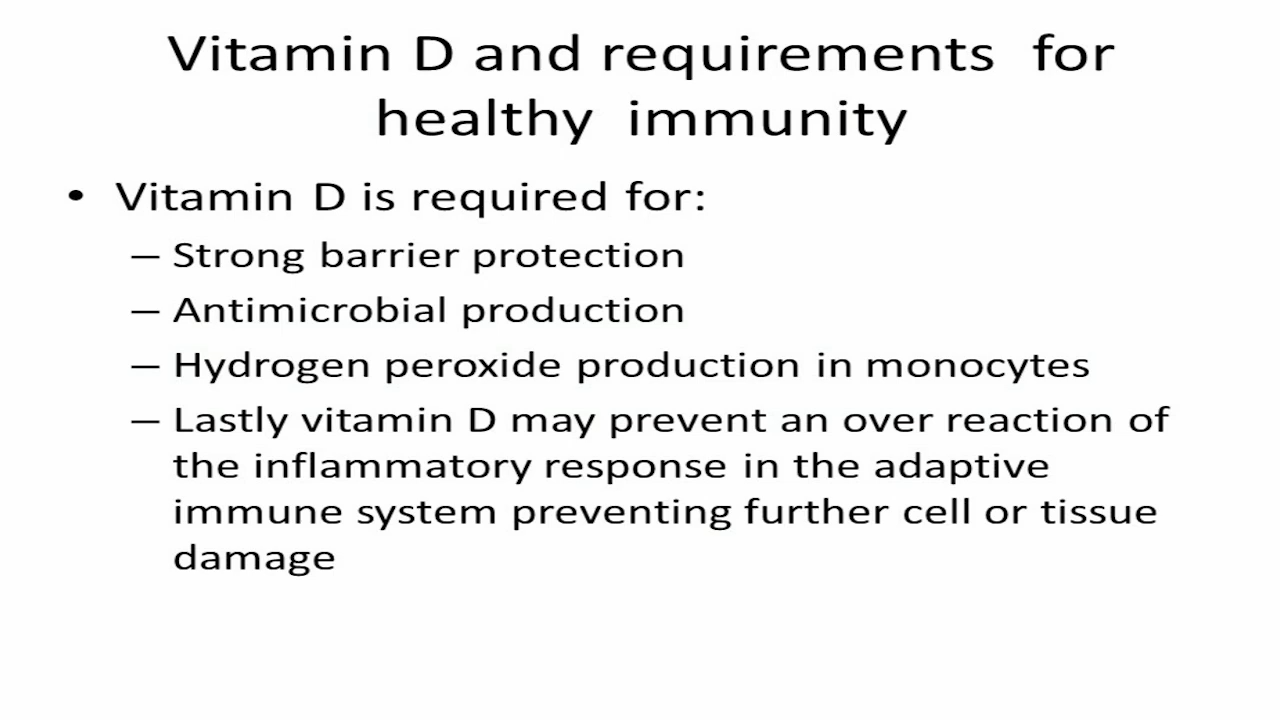 Vitamin D and requirements for
healthy immunity
• Vitamin D is required for:
– Strong barrier protection
– Antimicrobial production
– Hydrogen peroxide production in monocytes
– Lastly vitamin D may prevent an over reaction of
the inflammatory response in the adaptive
immune system preventing further cell or tissue
damage